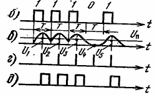 б) 1 1 1 0 1 t
в) τ τ τ τ Uп t
U₁ U₂ U₃ U₄ U₅
г) t
д) t